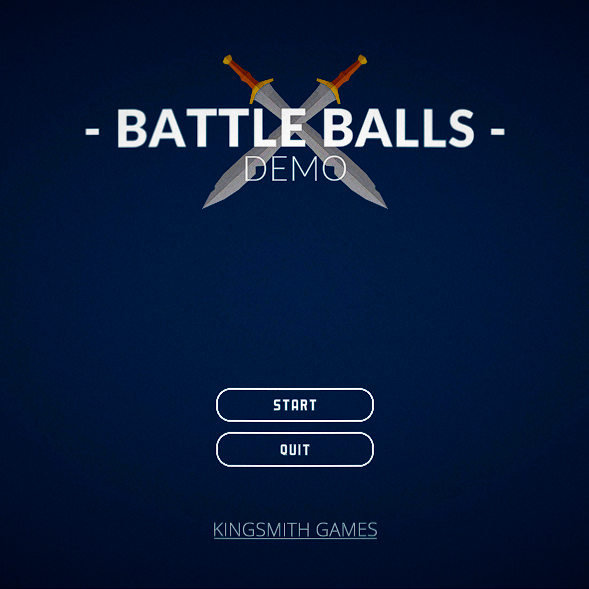 - BATTLE BALLS -
DEMO
START
QUIT
KINGSMITH GAMES